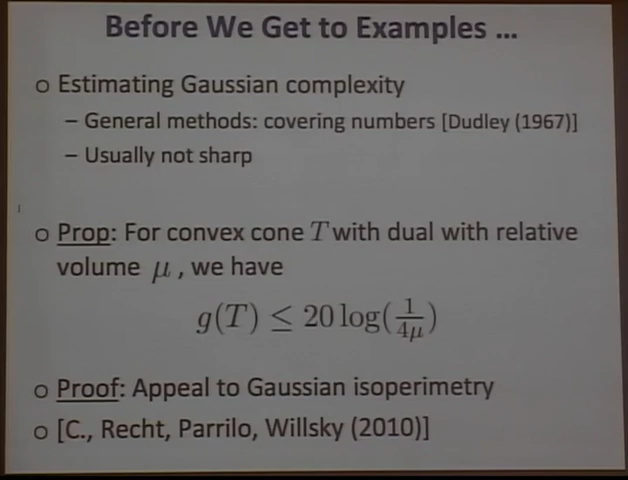 Before We Get to Examples ...
o Estimating Gaussian complexity
– General methods: covering numbers [Dudley (1967)]
– Usually not sharp
o Prop: For convex cone T with dual with relative
volume μ , we have
g(T) ≤ 20 log(1/4μ)
o Proof: Appeal to Gaussian isoperimetry
o [C., Recht, Parrilo, Willsky (2010)]